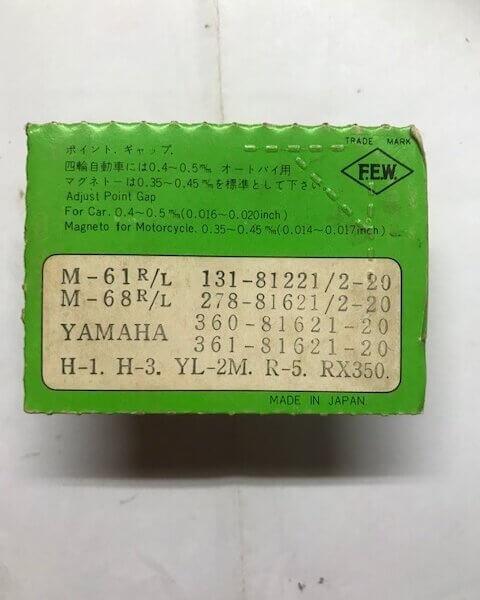 TRADE MARK
F.E.W.
ポイント．ギャップ．
四輪自動車には0.4～0.5㎜ オートバイ用
マグネトーは0.35～0.45㎜を標準として下さい
Adjust Point Gap
For Car. 0.4～0.5㎜(0.016～0.020inch)
Magneto for Motorcycle. 0.35～0.45㎜(0.014～0.017inch)
M-61R/L 131-81221/2-20
M-68R/L 278-81621/2-20
YAMAHA 360-81621-20
361-81621-20
H-1. H-3. YL-2M. R-5. RX350.
MADE IN JAPAN.